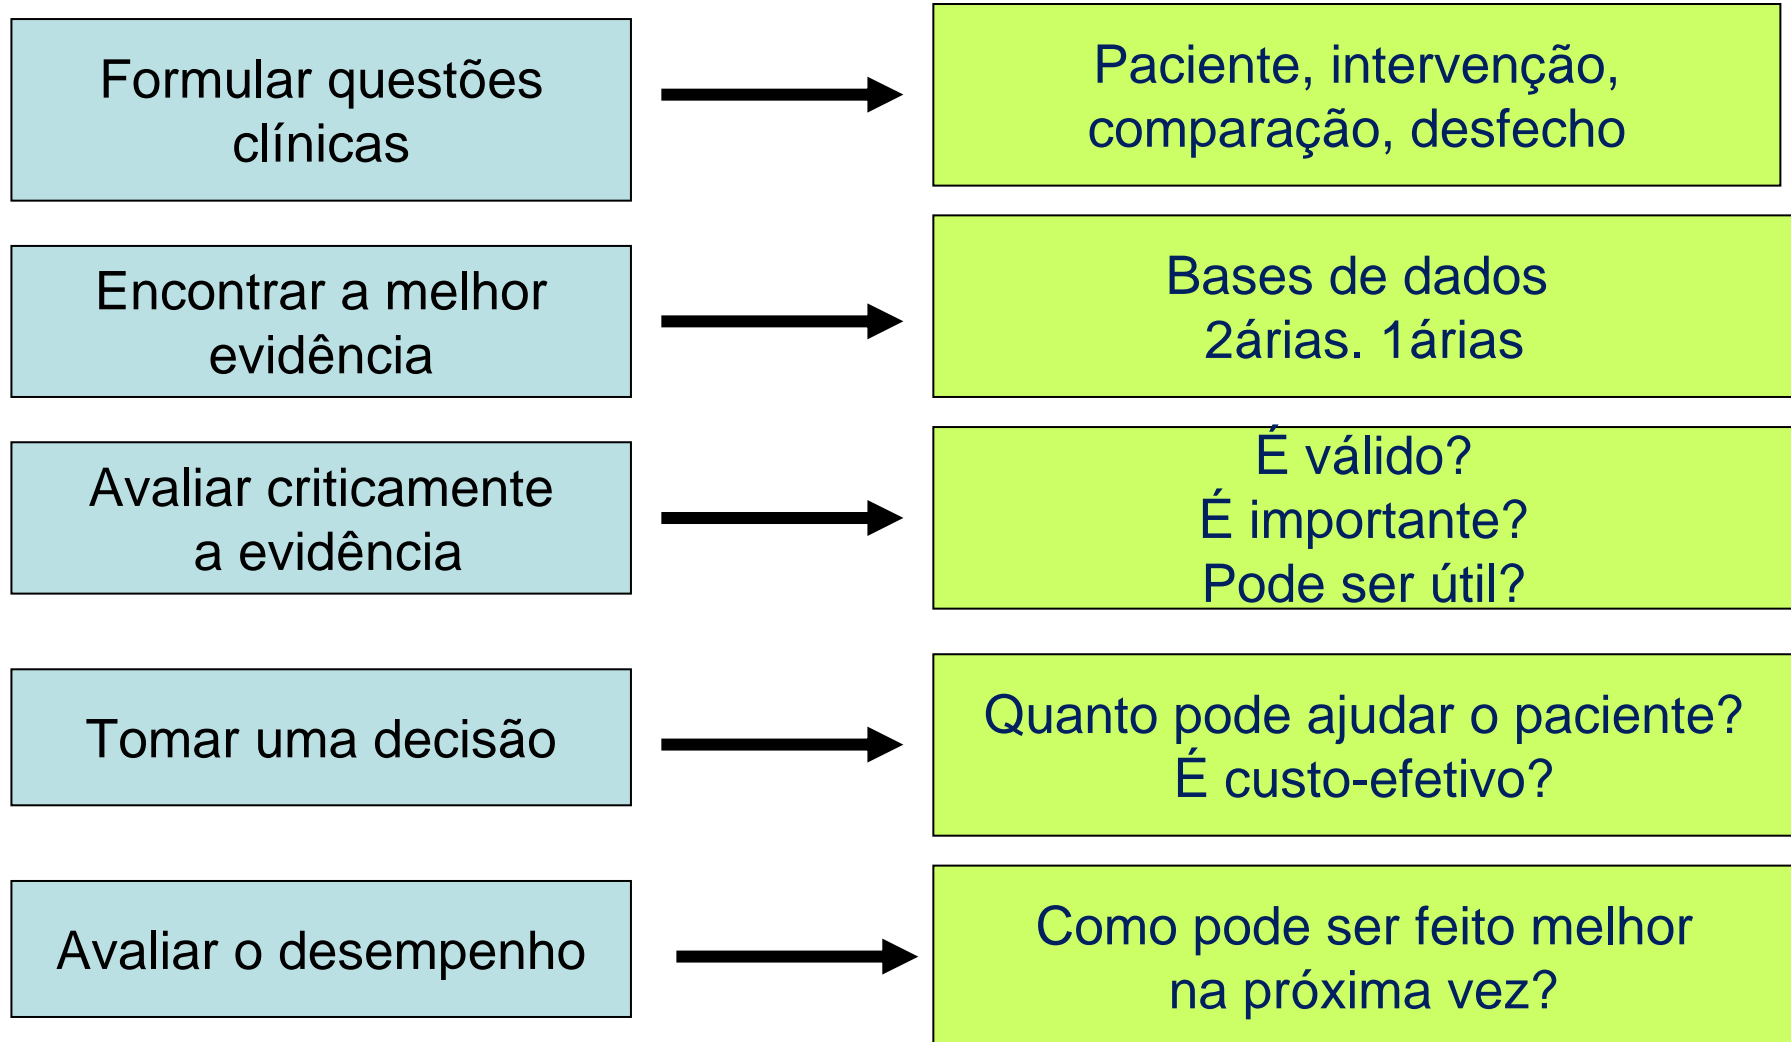 Formular questões
clínicas
Paciente, intervenção,
comparação, desfecho
Encontrar a melhor
evidência
Bases de dados
2árias. 1árias
Avaliar criticamente
a evidência
É válido?
É importante?
Pode ser útil?
Tomar uma decisão
Quanto pode ajudar o paciente?
É custo-efetivo?
Avaliar o desempenho
Como pode ser feito melhor
na próxima vez?